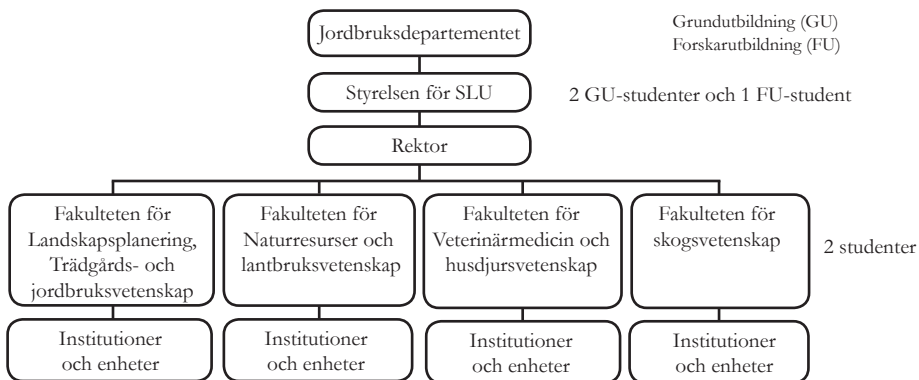 Jordbruksdepartementet
Grundutbildning (GU)
Forskarutbildning (FU)
Styrelsen för SLU
2 GU-studenter och 1 FU-student
Rektor
Fakulteten för
Landskapsplanering,
Trädgårds- och
jordbruksvetenskap
Fakulteten för
Naturresurser och
lantbruksvetenskap
Fakulteten för
Veterinärmedicin och
husdjursvetenskap
Fakulteten för
skogsvetenskap
2 studenter
Institutioner
och enheter
Institutioner
och enheter
Institutioner
och enheter
Institutioner
och enheter